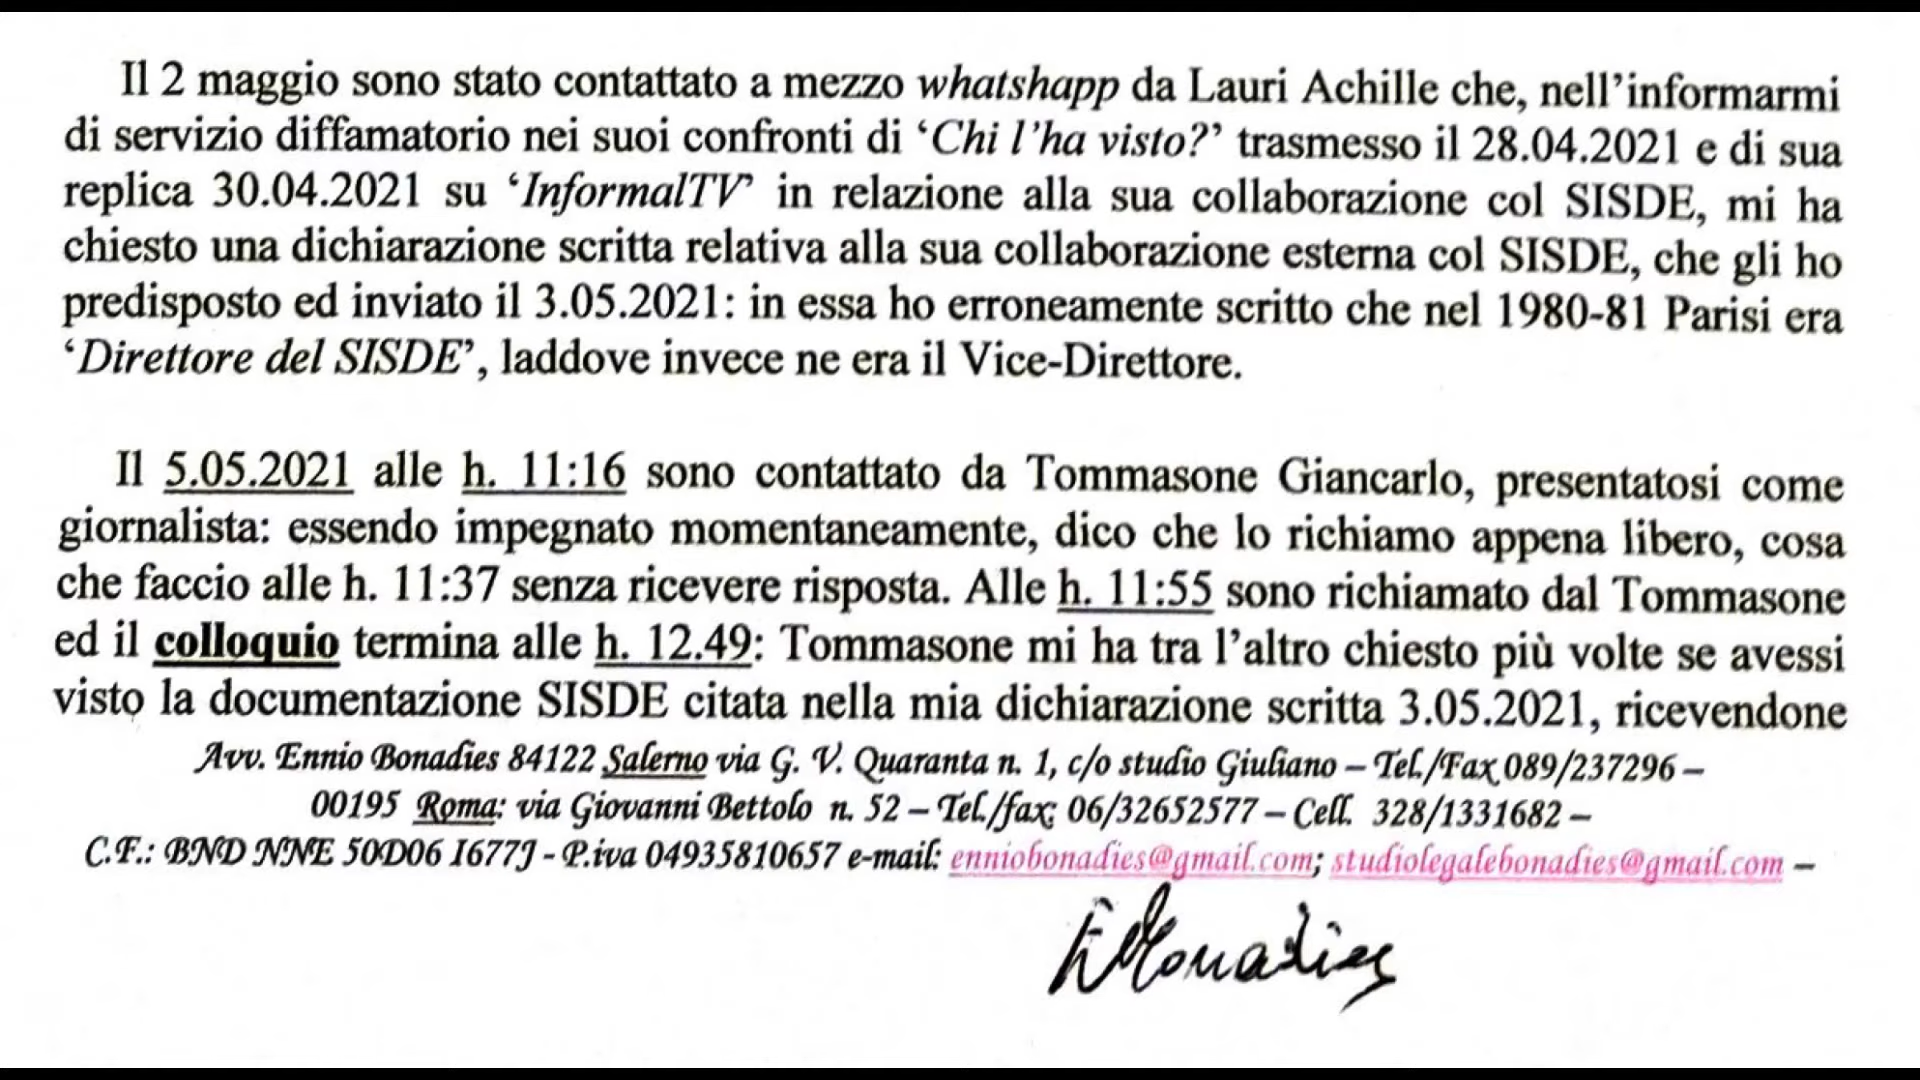 Il 2 maggio sono stato contattato a mezzo whatshapp da Lauri Achille che, nell'informarmi
di servizio diffamatorio nei suoi confronti di 'Chi l'ha visto?' trasmesso il 28.04.2021 e di sua
replica 30.04.2021 su 'InformalTV' in relazione alla sua collaborazione col SISDE, mi ha
chiesto una dichiarazione scritta relativa alla sua collaborazione esterna col SISDE, che gli ho
predisposto ed inviato il 3.05.2021: in essa ho erroneamente scritto che nel 1980-81 Parisi era
'Direttore del SISDE', laddove invece ne era il Vice-Direttore.
Il 5.05.2021 alle h. 11:16 sono contattato da Tommasone Giancarlo, presentatosi come
giornalista: essendo impegnato momentaneamente, dico che lo richiamo appena libero, cosa
che faccio alle h. 11:37 senza ricevere risposta. Alle h. 11:55 sono richiamato dal Tommasone
ed il colloquio termina alle h. 12.49: Tommasone mi ha tra l'altro chiesto più volte se avessi
visto la documentazione SISDE citata nella mia dichiarazione scritta 3.05.2021, ricevendone
Avv. Ennio Bonadies 84122 Salerno via G. V. Quaranta n. 1, c/o studio Giuliano – Tel./Fax 089/237296 –
00195 Roma: via Giovanni Bettolo n. 52 – Tel./fax: 06/32652577 – Cell. 328/1331682 –
C.F.: BND NNE 50D06 I677J - P.iva 04935810657 e-mail: enniobonadies@gmail.com; studiolegalebonadies@gmail.com –
EBonadies